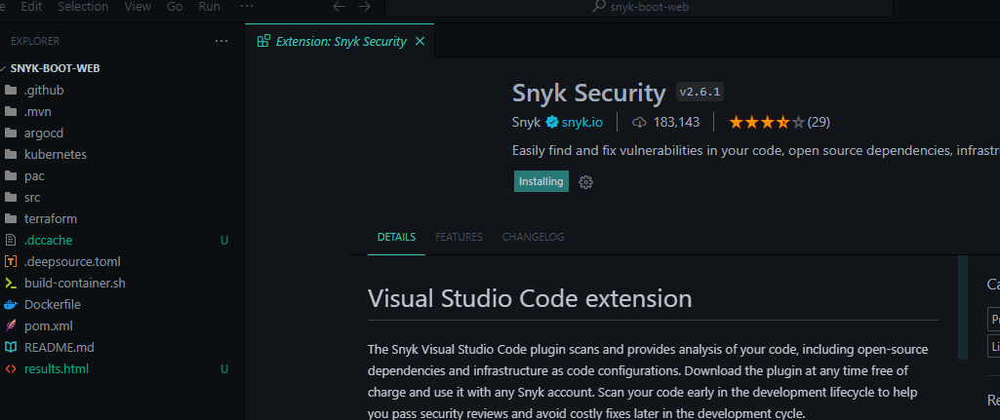 Edit Selection View Go Run ...
snyk-boot-web
EXPLORER ...
Extension: Snyk Security
SNYK-BOOT-WEB
.github
.mvn
argocd
kubernetes
pac
src
terraform
.dccache U
.deepsource.toml
build-container.sh
Dockerfile
pom.xml
README.md
results.html U
Snyk Security v2.6.1
Snyk snyk.io 183,143 (29)
Easily find and fix vulnerabilities in your code, open source dependencies, infrastr
Installing
DETAILS FEATURES CHANGELOG
Visual Studio Code extension
The Snyk Visual Studio Code plugin scans and provides analysis of your code, including open-source
dependencies and infrastructure as code configurations. Download the plugin at any time free of
charge and use it with any Snyk account. Scan your code early in the development lifecycle to help
you pass security reviews and avoid costly fixes later in the development cycle.
Ca
P
Li
Re